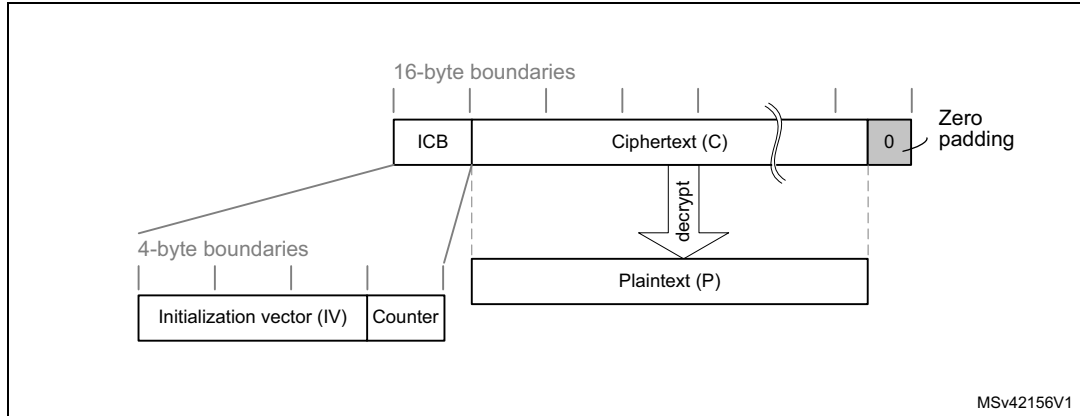 16-byte boundaries
ICB
Ciphertext (C)
0
Zero
padding
decrypt
4-byte boundaries
Plaintext (P)
Initialization vector (IV)
Counter
MSv42156V1